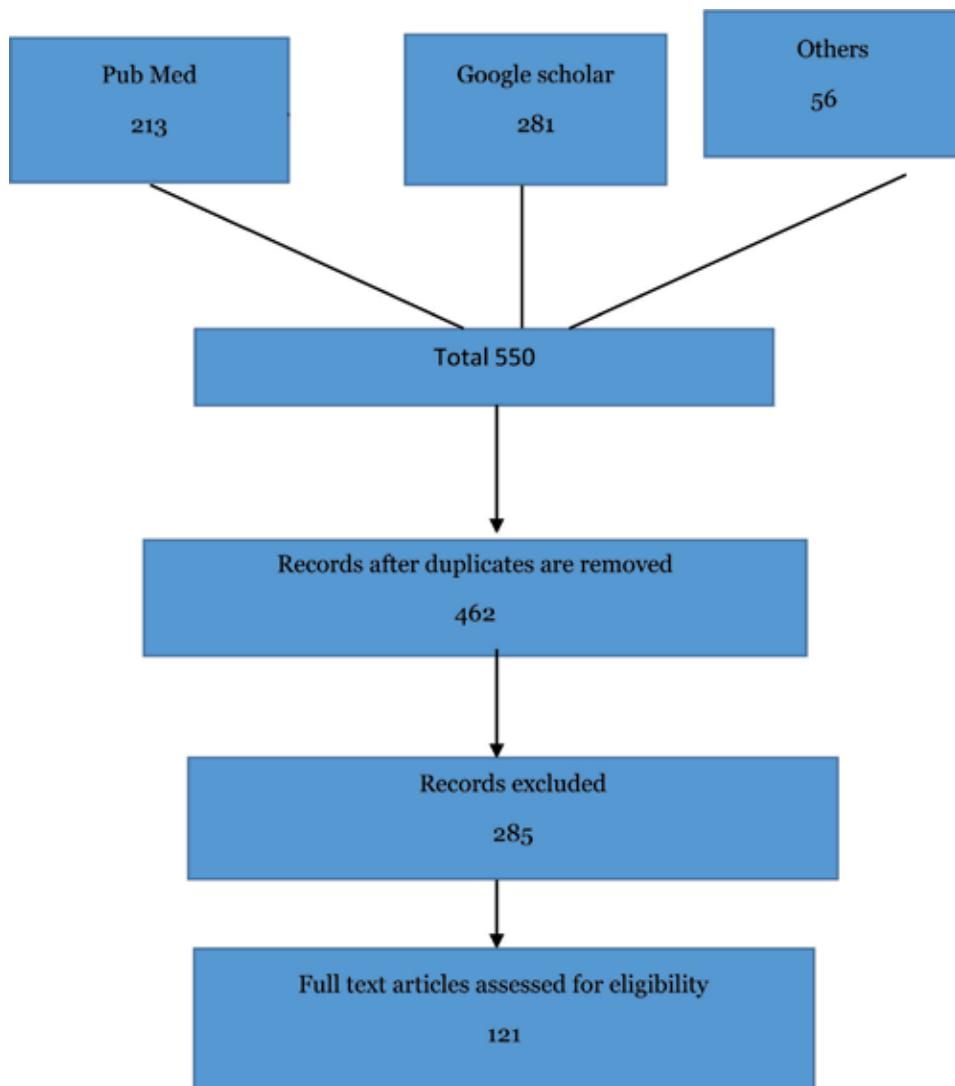 Pub Med
213
Google scholar
281
Others
56
Total 550
Records after duplicates are removed
462
Records excluded
285
Full text articles assessed for eligibility
121